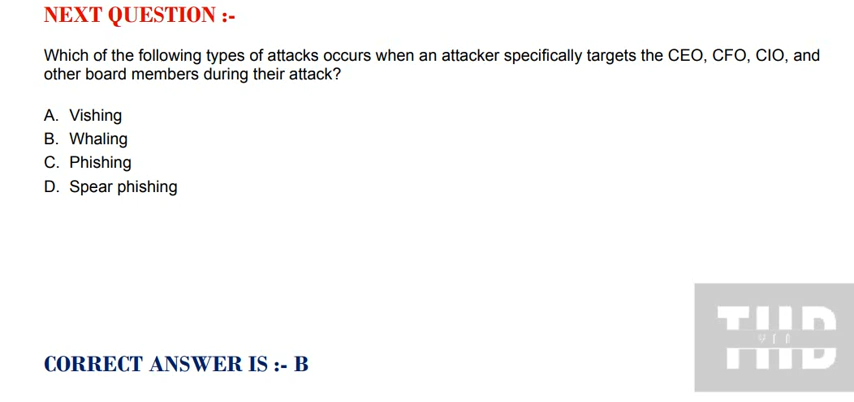 NEXT QUESTION :-
Which of the following types of attacks occurs when an attacker specifically targets the CEO, CFO, CIO, and
other board members during their attack?
A. Vishing
B. Whaling
C. Phishing
D. Spear phishing
CORRECT ANSWER IS :- B